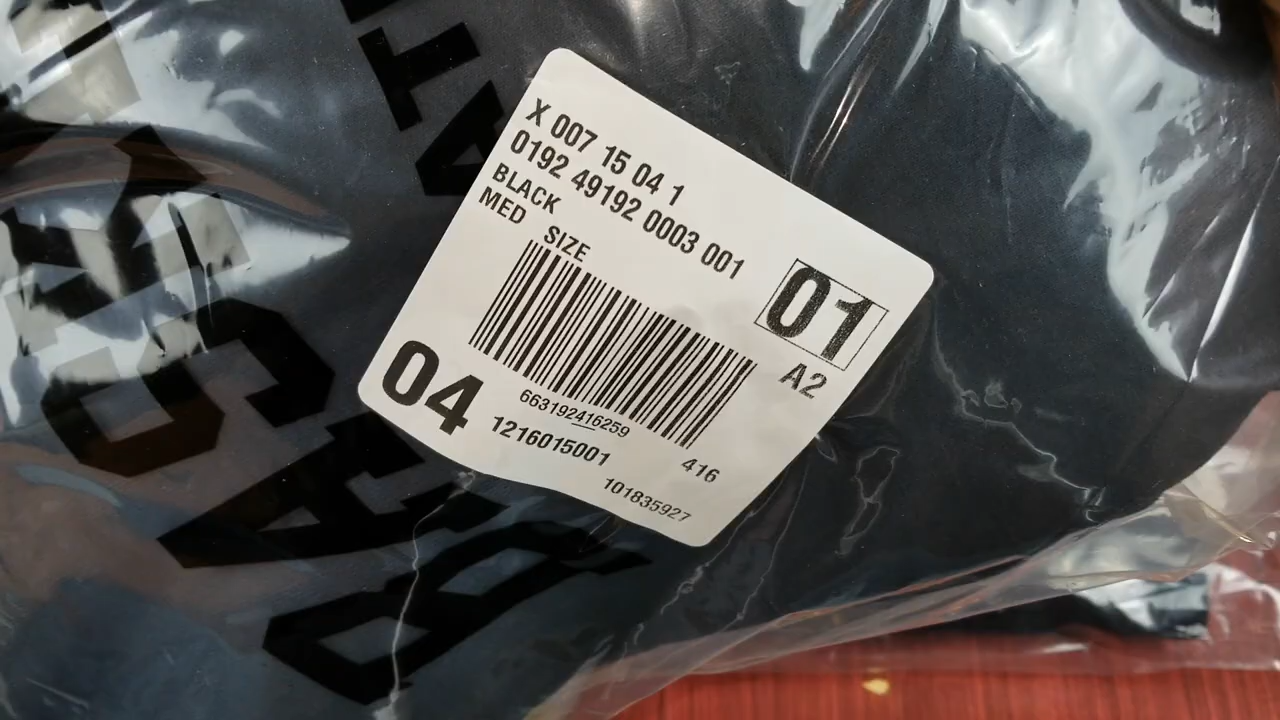 X 007 15 04 1
0192 49192 0003 001
BLACK
MED
SIZE
01
A2
04
663192416259
1216015001
416
101835927